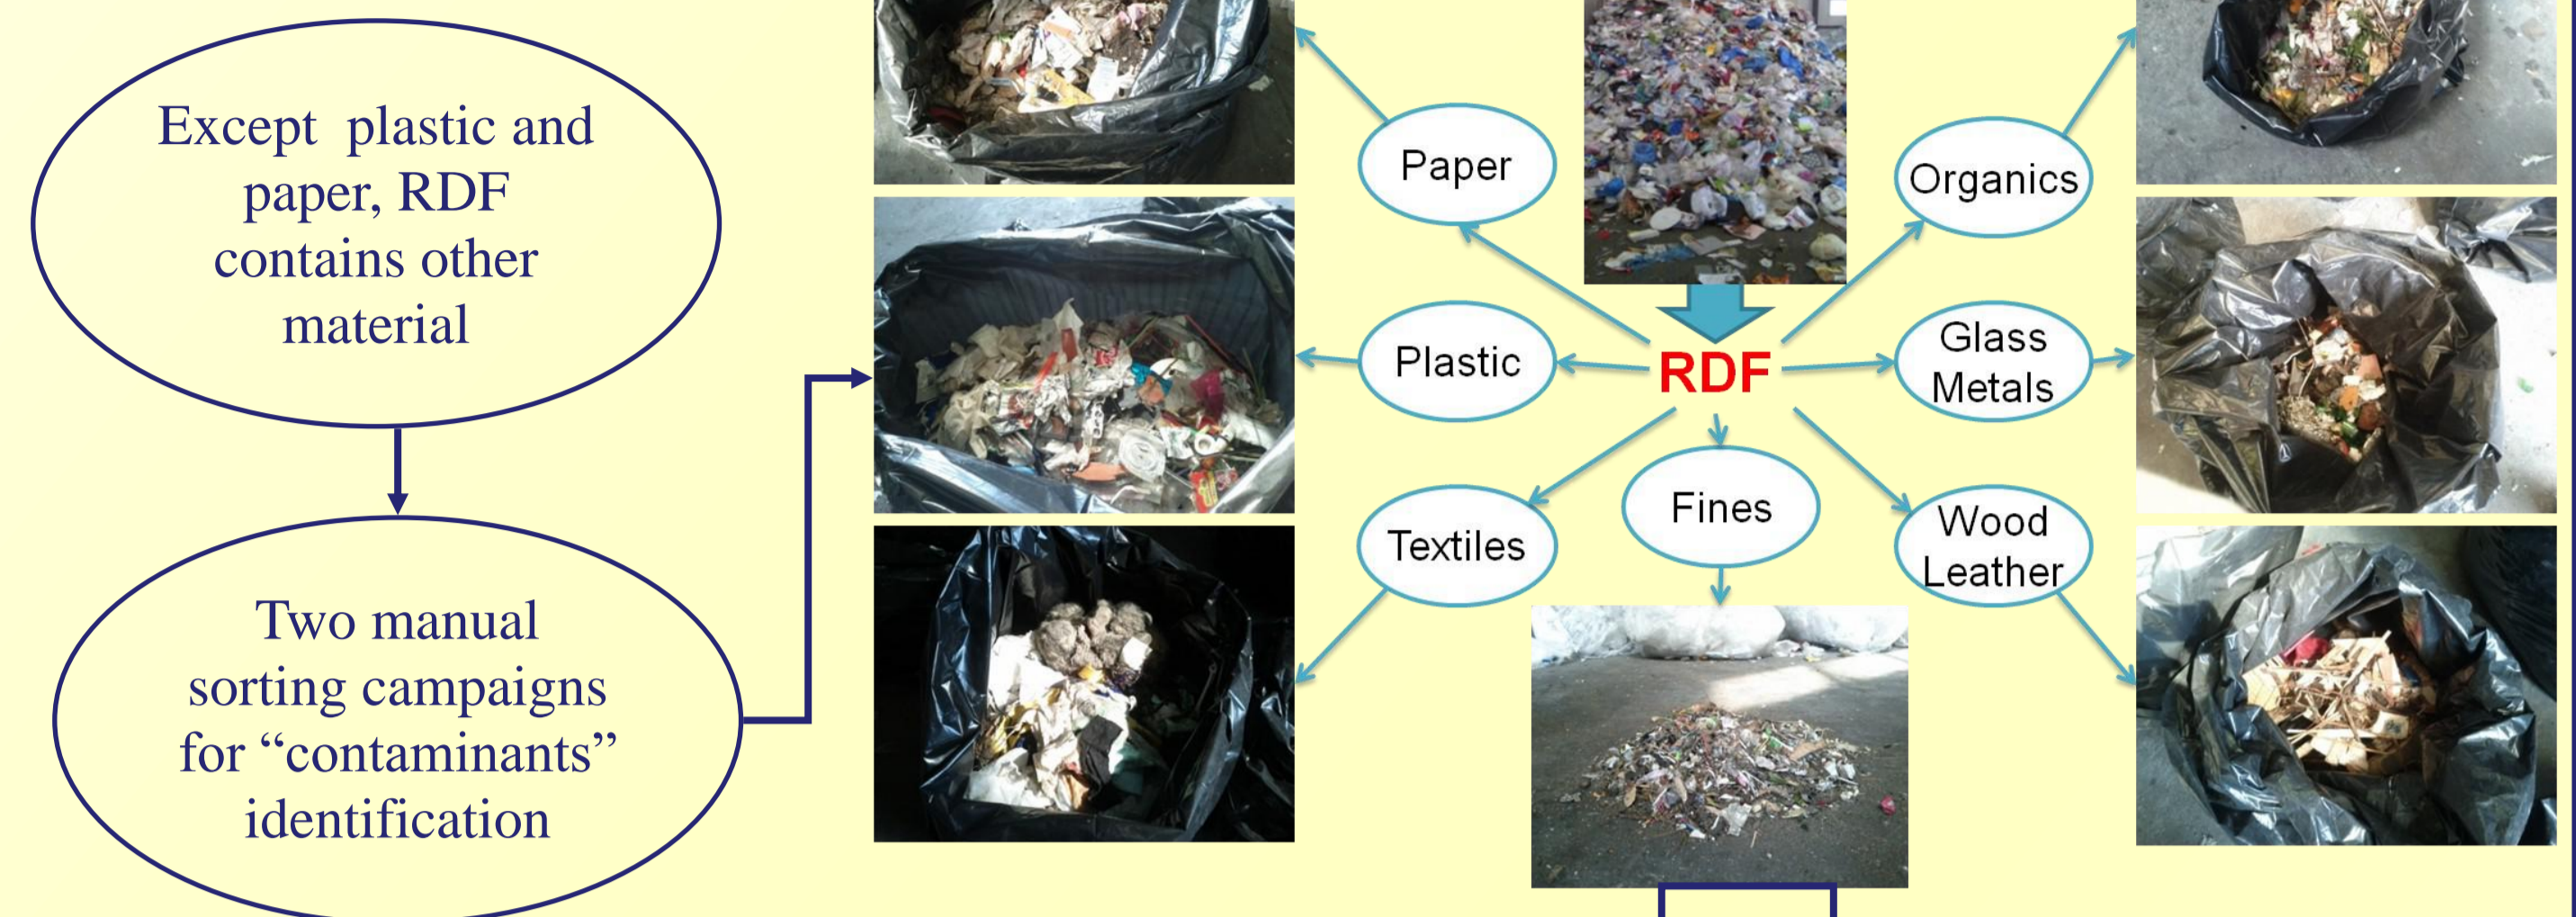 Except  plastic and
paper, RDF
contains other
material
Two manual
sorting campaigns
for “contaminants”
identification
Paper
Plastic
Textiles
RDF
Fines
Organics
Glass
Metals
Wood
Leather